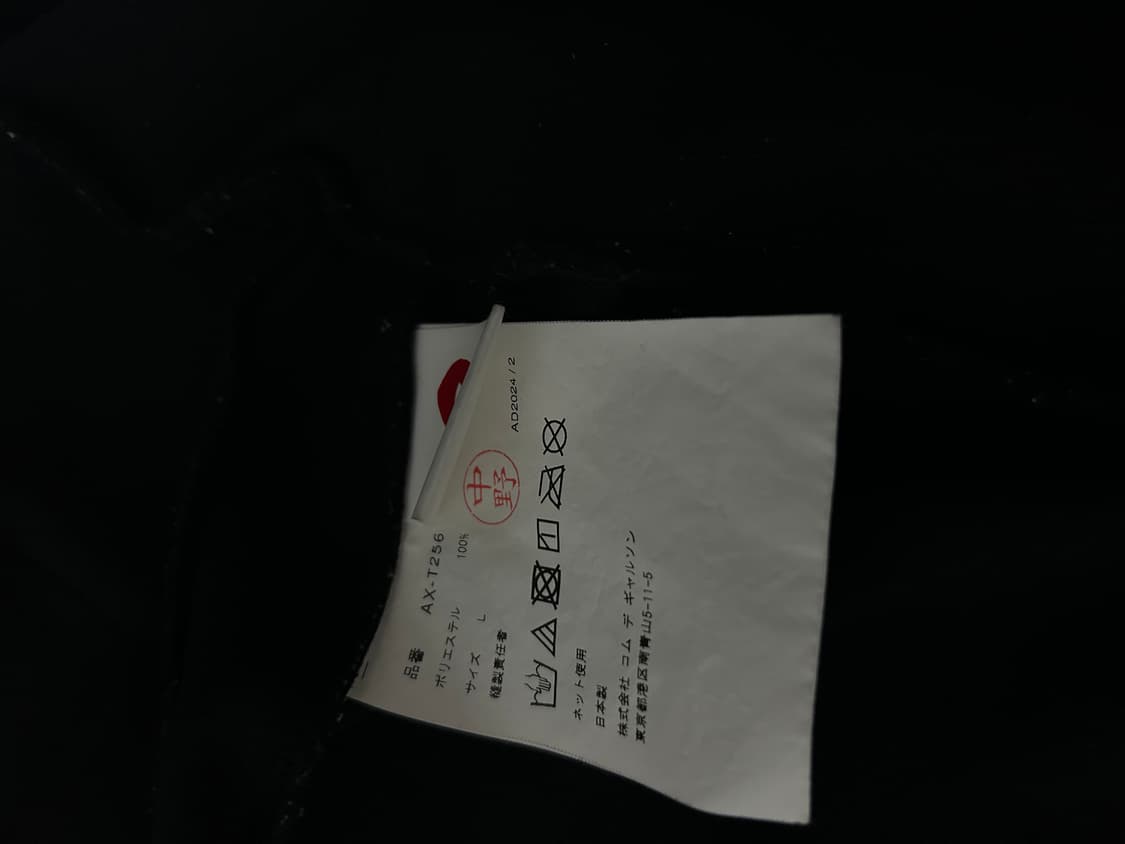 品番 AX-T256
ポリエステル 100%
サイズ L
縫製責任者 中野
AD2024/2
ネット使用
日本製
株式会社 コム デ ギャルソン
東京都港区南青山5-11-5